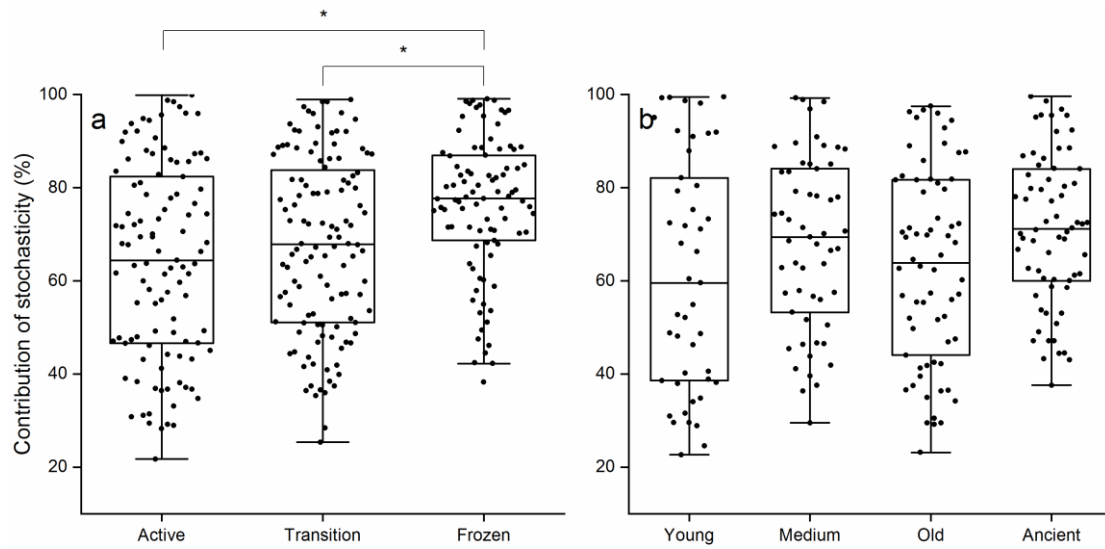 *
*
a
b
Contribution of stochasticity (%)
100
80
60
40
20
Active Transition Frozen
100
80
60
40
20
Young Medium Old Ancient